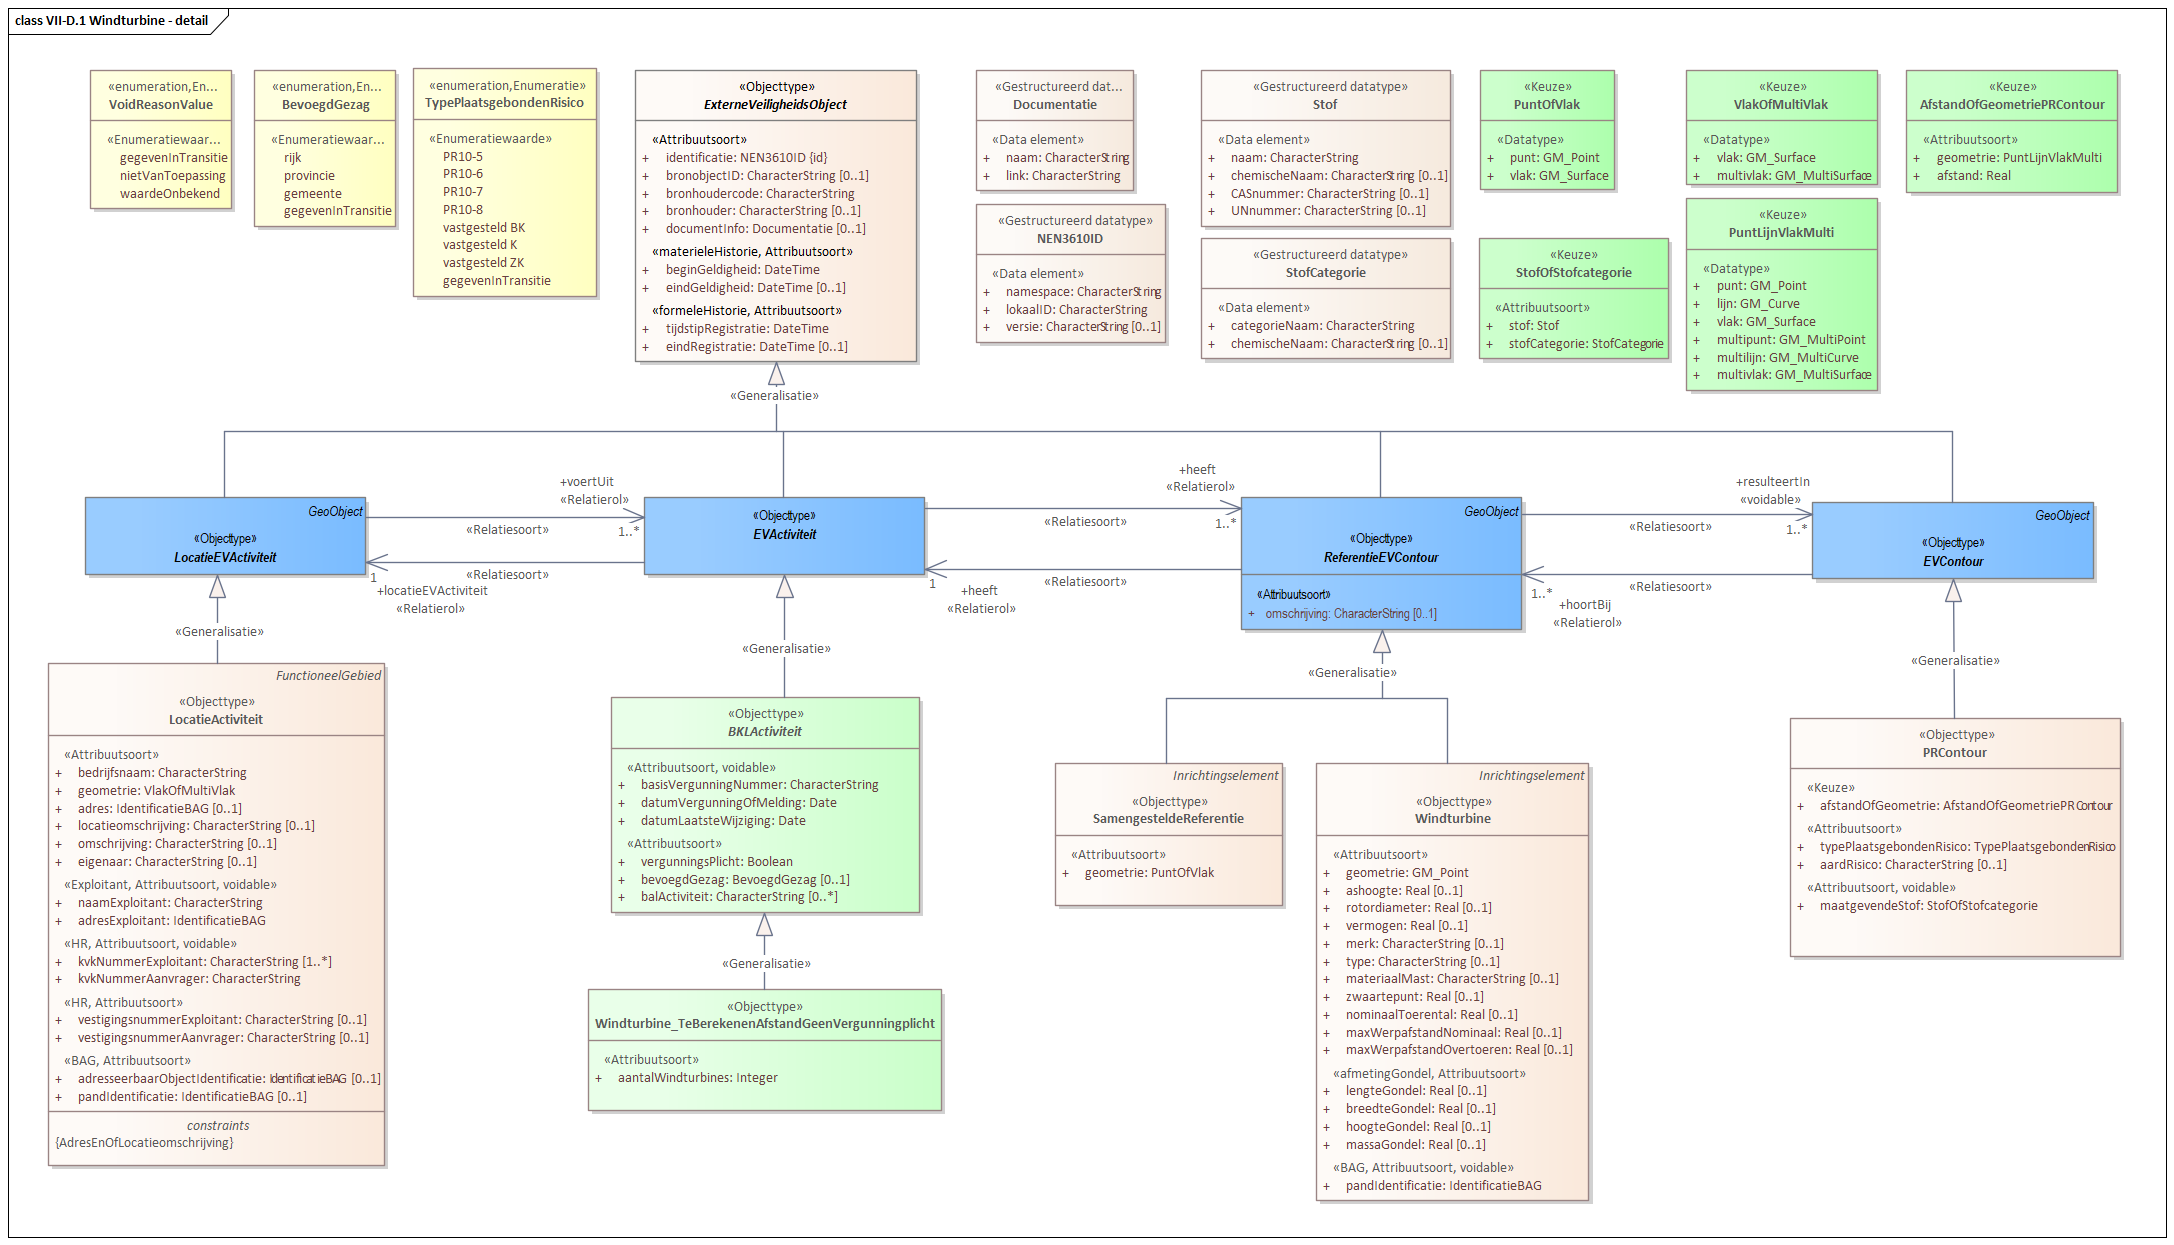 class VII-D.1 Windturbine - detail
«enumeration,En...
VoidReasonValue
«Enumeratiewaar...
gegevenInTransitie
nietVanToepassing
waardeOnbekend
«enumeration,En...
BevoegdGezag
«Enumeratiewaar...
rijk
provincie
gemeente
gegevenInTransitie
«enumeration,Enumeratie»
TypePlaatsgebondenRisico
«Enumeratiewaarde»
PR10-5
PR10-6
PR10-7
PR10-8
vastgesteld BK
vastgesteld K
vastgesteld ZK
gegevenInTransitie
«Objecttype»
ExterneVeiligheidsObject
«Attribuutsoort»
+ identificatie: NEN3610ID {id}
+ bronobjectID: CharacterString [0..1]
+ bronhoudercode: CharacterString
+ bronhouder: CharacterString [0..1]
+ documentInfo: Documentatie [0..1]
«materieleHistorie, Attribuutsoort»
+ beginGeldigheid: DateTime
+ eindGeldigheid: DateTime [0..1]
«formeleHistorie, Attribuutsoort»
+ tijdstipRegistratie: DateTime
+ eindRegistratie: DateTime [0..1]
«Gestructureerd dat...
Documentatie
«Data element»
+ naam: CharacterString
+ link: CharacterString
«Gestructureerd datatype»
NEN3610ID
«Data element»
+ namespace: CharacterString
+ lokaalID: CharacterString
+ versie: CharacterString [0..1]
«Gestructureerd datatype»
Stof
«Data element»
+ naam: CharacterString
+ chemischeNaam: CharacterString [0..1]
+ CASnummer: CharacterString [0..1]
+ UNnummer: CharacterString [0..1]
«Gestructureerd datatype»
StofCategorie
«Data element»
+ categorieNaam: CharacterString
+ chemischeNaam: CharacterString [0..1]
«Keuze»
PuntOfVlak
«Datatype»
+ punt: GM_Point
+ vlak: GM_Surface
«Keuze»
StofOfStofcategorie
«Attribuutsoort»
+ stof: Stof
+ stofCategorie: StofCategorie
«Keuze»
VlakOfMultiVlak
«Datatype»
+ vlak: GM_Surface
+ multivlak: GM_MultiSurface
«Keuze»
PuntLijnVlakMulti
«Datatype»
+ punt: GM_Point
+ lijn: GM_Curve
+ vlak: GM_Surface
+ multipunt: GM_MultiPoint
+ multilijn: GM_MultiCurve
+ multivlak: GM_MultiSurface
«Keuze»
AfstandOfGeometriePRContour
«Attribuutsoort»
+ geometrie: PuntLijnVlakMulti
+ afstand: Real
«Generalisatie»
GeoObject
«Objecttype»
LocatieEVActiviteit
+voertUit
«Relatierol»
«Relatiesoort»
1..*
«Relatiesoort»
1
+locatieEVActiviteit
«Relatierol»
«Objecttype»
EVActiviteit
+heeft
«Relatierol»
«Relatiesoort»
1..*
«Relatiesoort»
1
+heeft
«Relatierol»
GeoObject
«Objecttype»
ReferentieEVContour
«Attribuutsoort»
+ omschrijving: CharacterString [0..1]
+resulteertIn
«voidable»
«Relatiesoort»
1..*
«Relatiesoort»
1..*
+hoortBij
«Relatierol»
GeoObject
«Objecttype»
EVContour
«Generalisatie»
«Generalisatie»
«Generalisatie»
«Generalisatie»
FunctioneelGebied
«Objecttype»
LocatieActiviteit
«Attribuutsoort»
+ bedrijfsnaam: CharacterString
+ geometrie: VlakOfMultiVlak
+ adres: IdentificatieBAG [0..1]
+ locatieomschrijving: CharacterString [0..1]
+ omschrijving: CharacterString [0..1]
+ eigenaar: CharacterString [0..1]
«Exploitant, Attribuutsoort, voidable»
+ naamExploitant: CharacterString
+ adresExploitant: IdentificatieBAG
«HR, Attribuutsoort, voidable»
+ kvkNummerExploitant: CharacterString [1..*]
+ kvkNummerAanvrager: CharacterString
«HR, Attribuutsoort»
+ vestigingsnummerExploitant: CharacterString [0..1]
+ vestigingsnummerAanvrager: CharacterString [0..1]
«BAG, Attribuutsoort»
+ adresseerbaarObjectIdentificatie: IdentificatieBAG [0..1]
+ pandIdentificatie: IdentificatieBAG [0..1]
constraints
{AdresEnOfLocatieomschrijving}
«Objecttype»
BKLActiviteit
«Attribuutsoort, voidable»
+ basisVergunningNummer: CharacterString
+ datumVergunningOfMelding: Date
+ datumLaatsteWijziging: Date
«Attribuutsoort»
+ vergunningsPlicht: Boolean
+ bevoegdGezag: BevoegdGezag [0..1]
+ balActiviteit: CharacterString [0..*]
«Generalisatie»
«Objecttype»
Windturbine_TeBerekenenAfstandGeenVergunningplicht
«Attribuutsoort»
+ aantalWindturbines: Integer
Inrichtingselement
«Objecttype»
SamengesteldeReferentie
«Attribuutsoort»
+ geometrie: PuntOfVlak
Inrichtingselement
«Objecttype»
Windturbine
«Attribuutsoort»
+ geometrie: GM_Point
+ ashoogte: Real [0..1]
+ rotordiameter: Real [0..1]
+ vermogen: Real [0..1]
+ merk: CharacterString [0..1]
+ type: CharacterString [0..1]
+ materiaalMast: CharacterString [0..1]
+ zwaartepunt: Real [0..1]
+ nominaalToerental: Real [0..1]
+ maxWerpafstandNominaal: Real [0..1]
+ maxWerpafstandOvertoeren: Real [0..1]
«afmetingGondel, Attribuutsoort»
+ lengteGondel: Real [0..1]
+ breedteGondel: Real [0..1]
+ hoogteGondel: Real [0..1]
+ massaGondel: Real [0..1]
«BAG, Attribuutsoort, voidable»
+ pandIdentificatie: IdentificatieBAG
«Objecttype»
PRContour
«Keuze»
+ afstandOfGeometrie: AfstandOfGeometriePRContour
«Attribuutsoort»
+ typePlaatsgebondenRisico: TypePlaatsgebondenRisico
+ aardRisico: CharacterString [0..1]
«Attribuutsoort, voidable»
+ maatgevendeStof: StofOfStofcategorie